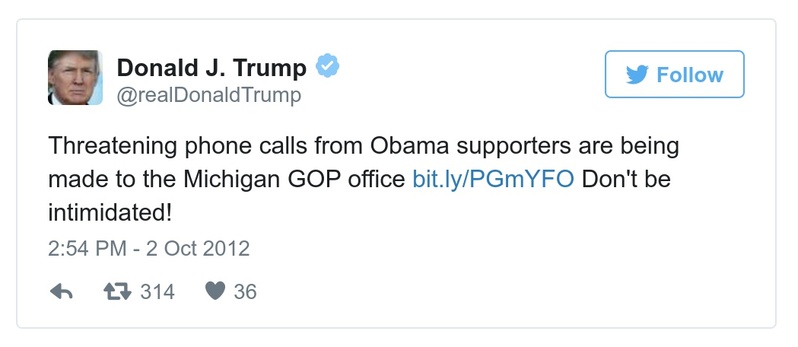 Donald J. Trump
@realDonaldTrump
Follow
Threatening phone calls from Obama supporters are being
made to the Michigan GOP office bit.ly/PGmYFO Don't be
intimidated!
2:54 PM - 2 Oct 2012
314 36